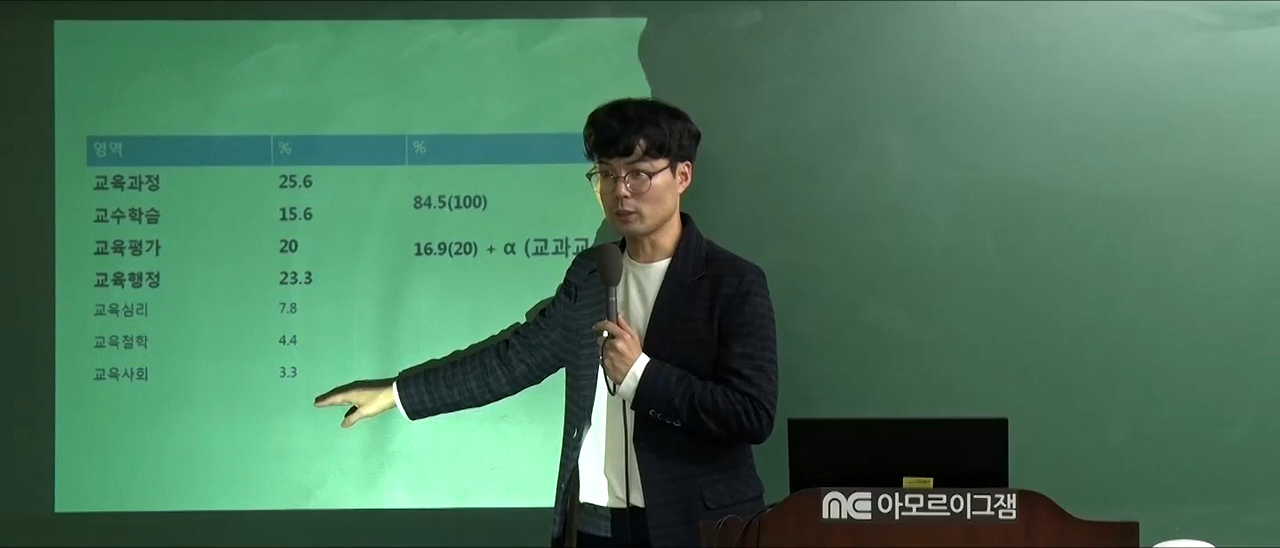 영역 % %
교육과정 25.6
84.5(100)
교수학습 15.6
교육평가 20 16.9(20) + α (교과교
교육행정 23.3
교육심리 7.8
교육철학 4.4
교육사회 3.3
아모르이그잼